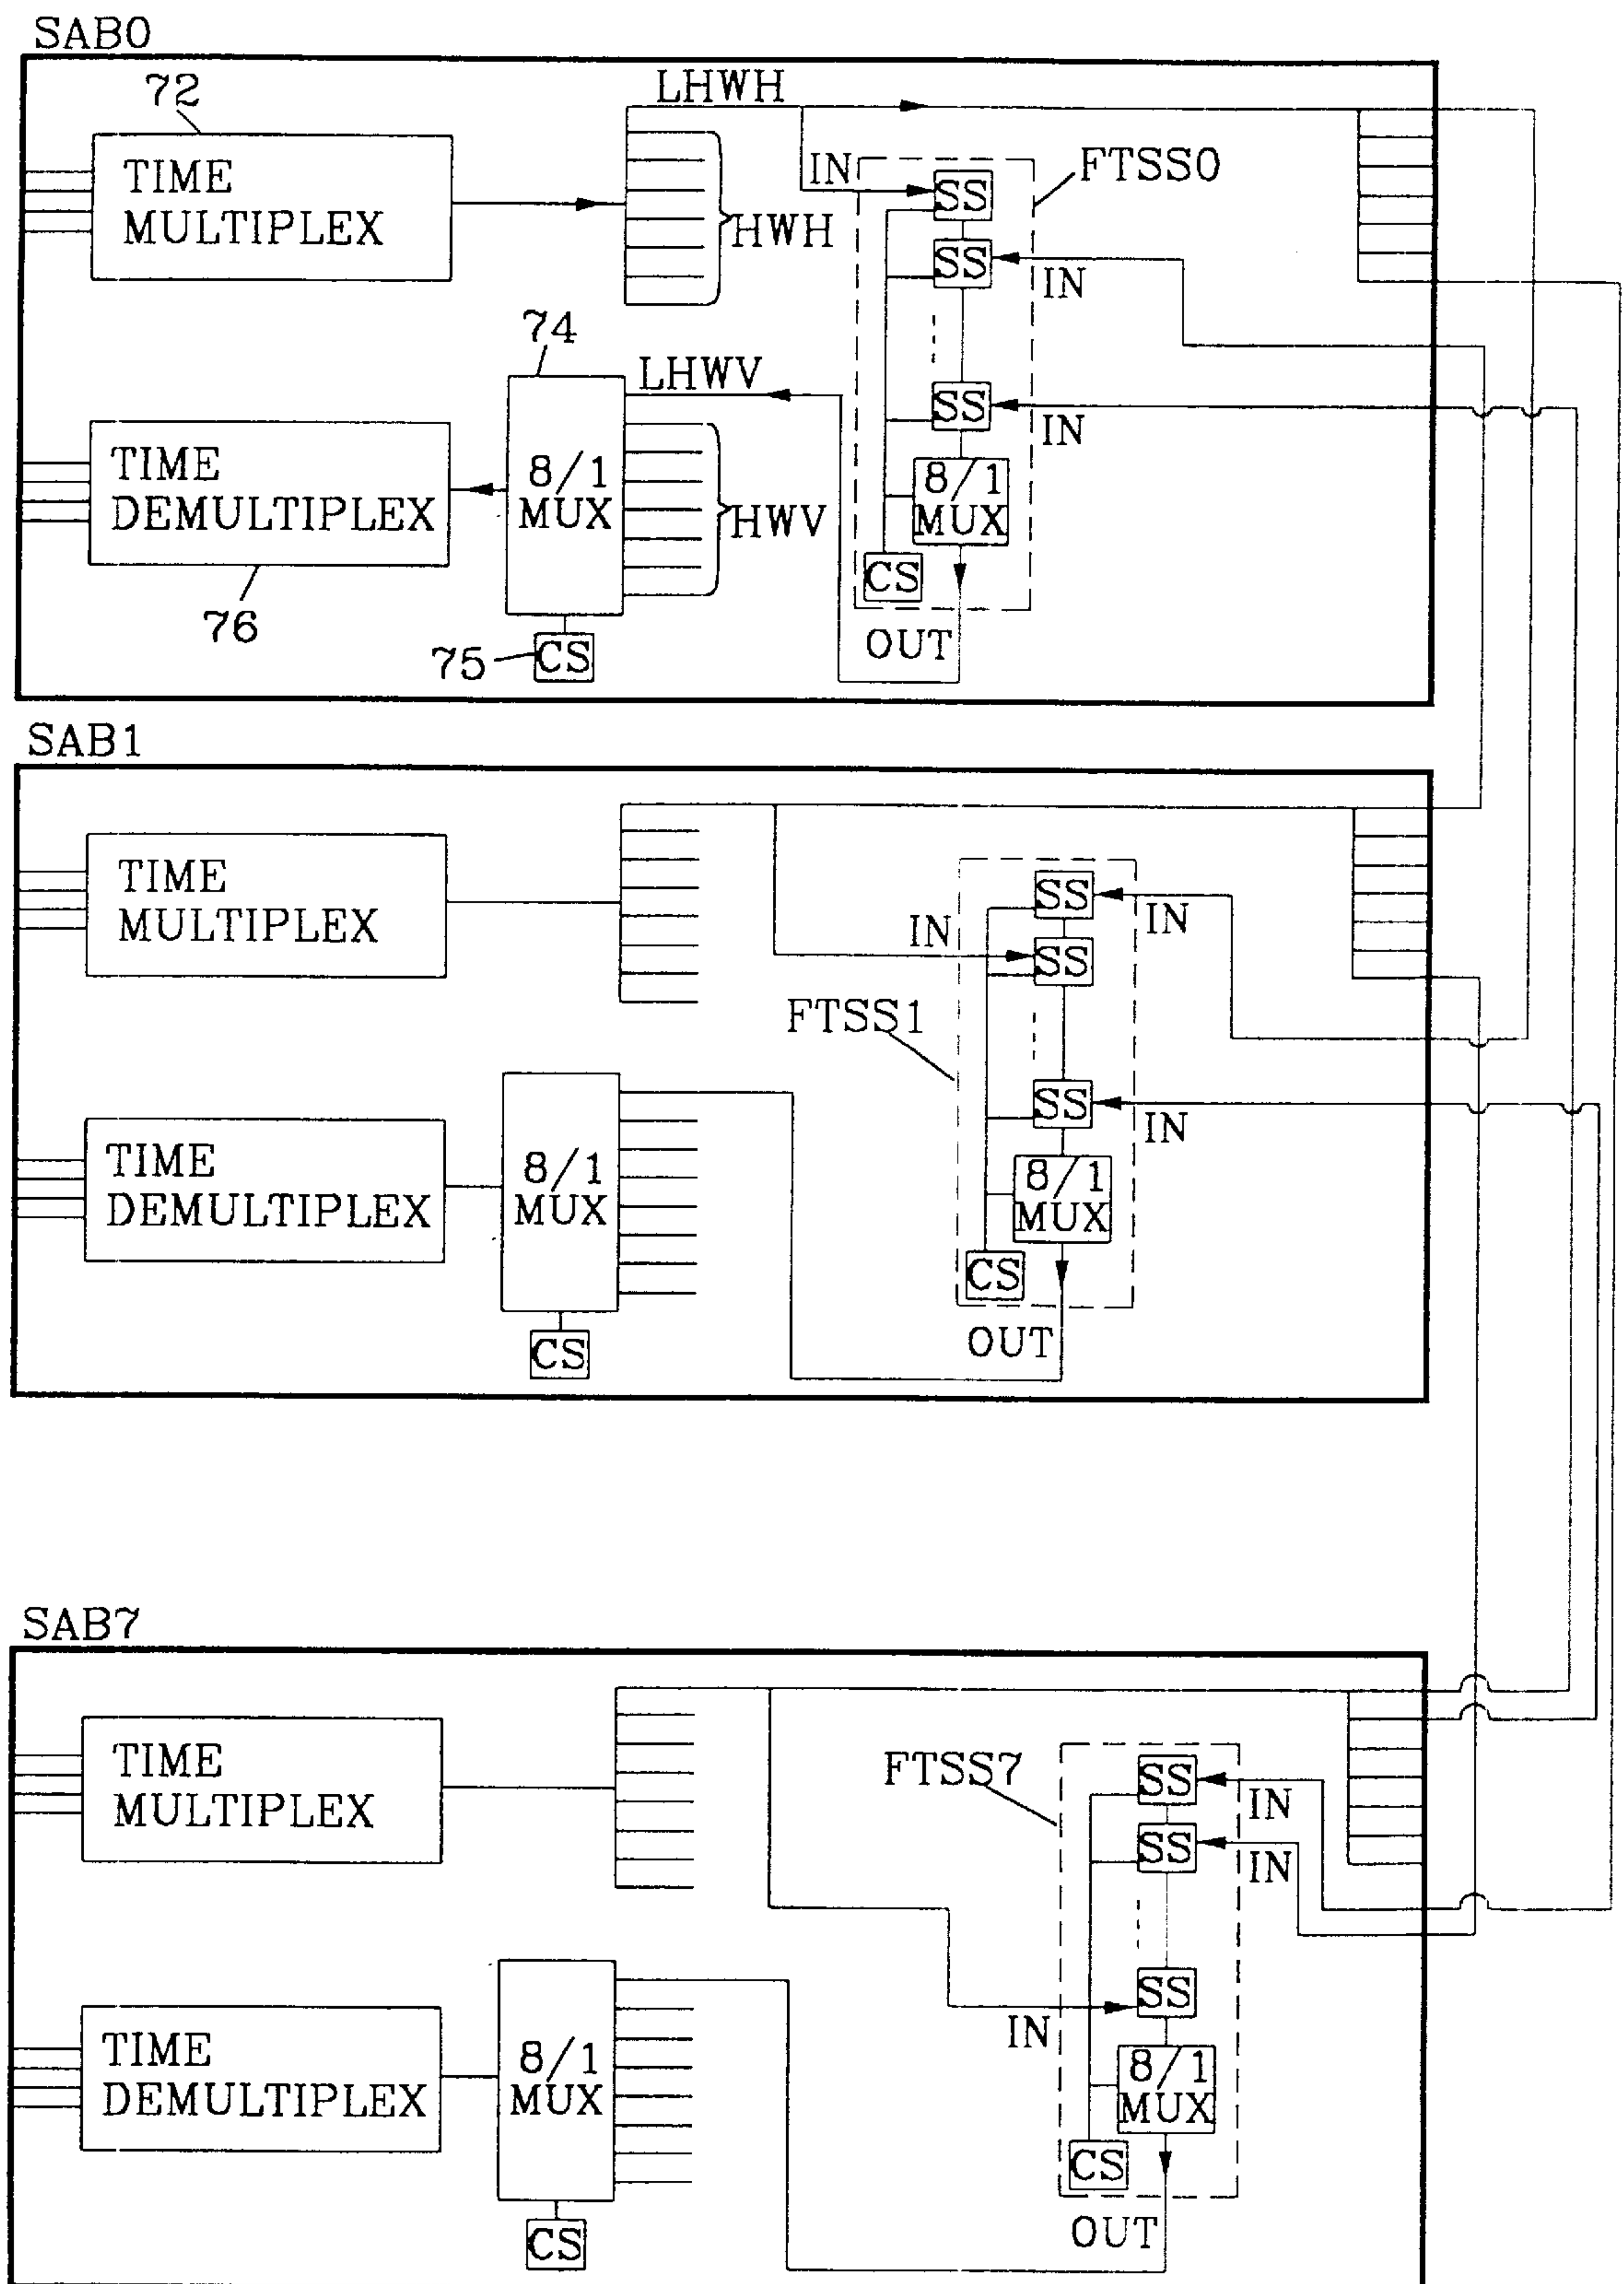 SAB0
72
LHWH
TIME
MULTIPLEX
IN
SS
FTSS0
HWH
SS
IN
74
LHWV
SS
IN
TIME
DEMULTIPLEX
8/1
MUX
HWV
8/1
MUX
CS
76
75
CS
OUT
SAB1
TIME
MULTIPLEX
SS
IN
IN
SS
FTSS1
SS
IN
TIME
DEMULTIPLEX
8/1
MUX
8/1
MUX
CS
CS
OUT
SAB7
TIME
MULTIPLEX
FTSS7
SS
IN
SS
IN
SS
IN
TIME
DEMULTIPLEX
8/1
MUX
8/1
MUX
CS
CS
OUT